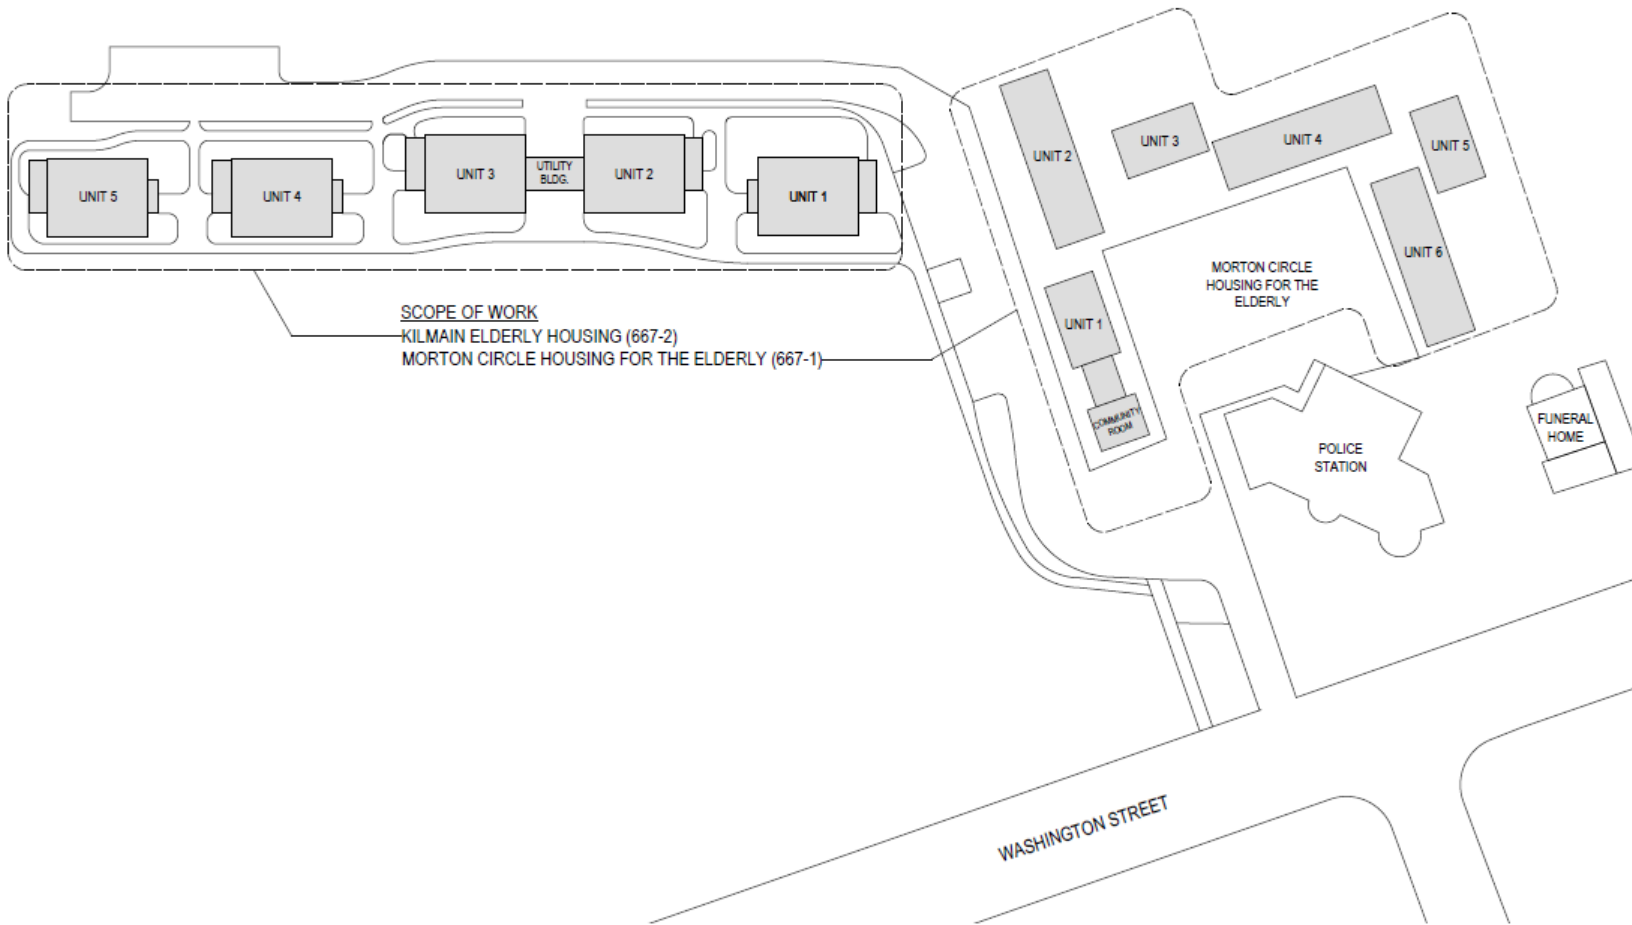 UNIT 5
UNIT 4
UNIT 3
UTILITY
BLDG.
UNIT 2
UNIT 1
SCOPE OF WORK
KILMAIN ELDERLY HOUSING (667-2)
MORTON CIRCLE HOUSING FOR THE ELDERLY (667-1)
UNIT 2
UNIT 3
UNIT 4
UNIT 5
UNIT 6
MORTON CIRCLE
HOUSING FOR THE
ELDERLY
UNIT 1
COMMUNITY
ROOM
POLICE
STATION
FUNERAL
HOME
WASHINGTON STREET